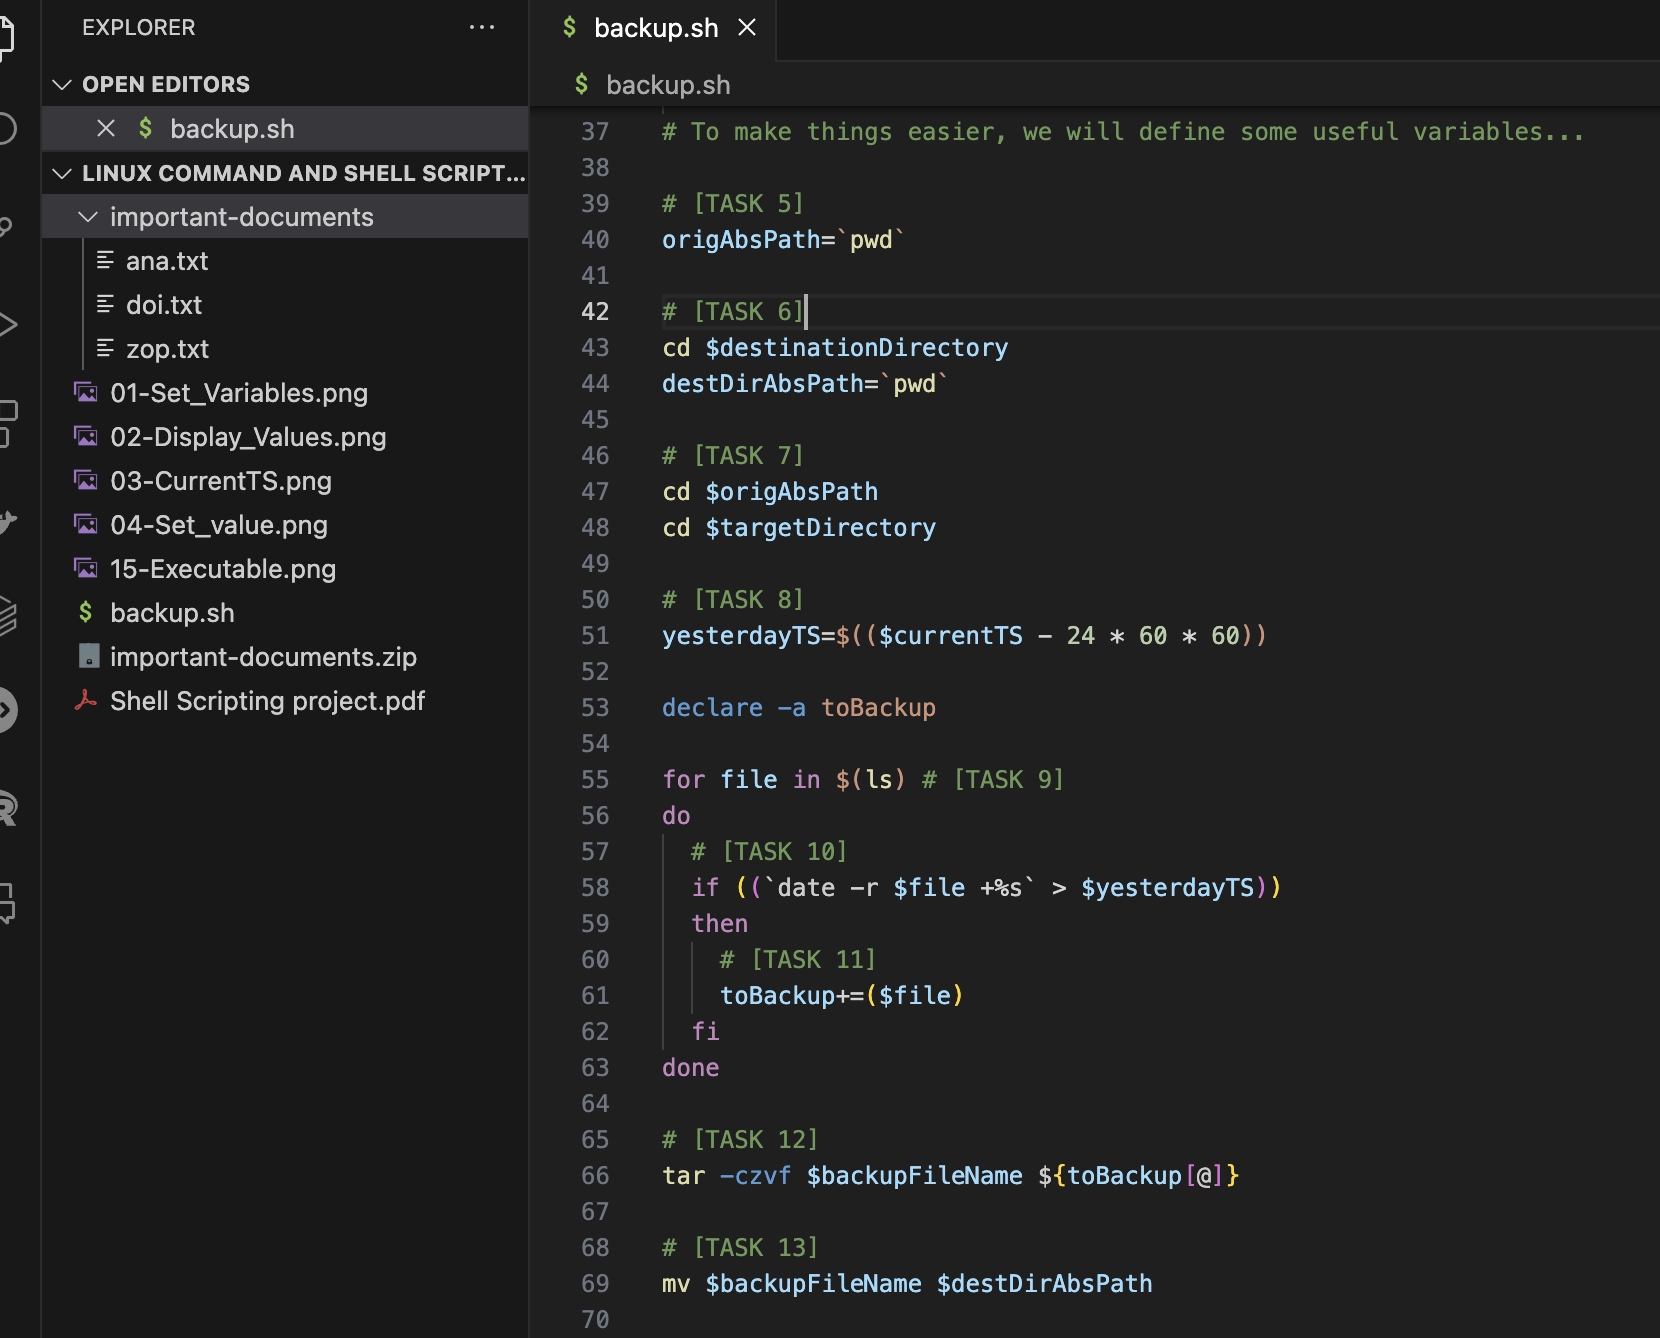 EXPLORER
OPEN EDITORS
backup.sh
LINUX COMMAND AND SHELL SCRIPT...
important-documents
ana.txt
doi.txt
zop.txt
01-Set_Variables.png
02-Display_Values.png
03-CurrentTS.png
04-Set_value.png
15-Executable.png
$ backup.sh
important-documents.zip
Shell Scripting project.pdf
$ backup.sh
$ backup.sh
37 # To make things easier, we will define some useful variables...
38
39 # [TASK 5]
40 origAbsPath=`pwd`
41
42 # [TASK 6]
43 cd $destinationDirectory
44 destDirAbsPath=`pwd`
45
46 # [TASK 7]
47 cd $origAbsPath
48 cd $targetDirectory
49
50 # [TASK 8]
51 yesterdayTS=$(($currentTS - 24 * 60 * 60))
52
53 declare -a toBackup
54
55 for file in $(ls) # [TASK 9]
56 do
57 # [TASK 10]
58 if ((`date -r $file +%s` > $yesterdayTS))
59 then
60 # [TASK 11]
61 toBackup+=($file)
62 fi
63 done
64
65 # [TASK 12]
66 tar -czvf $backupFileName ${toBackup[@]}
67
68 # [TASK 13]
69 mv $backupFileName $destDirAbsPath
70